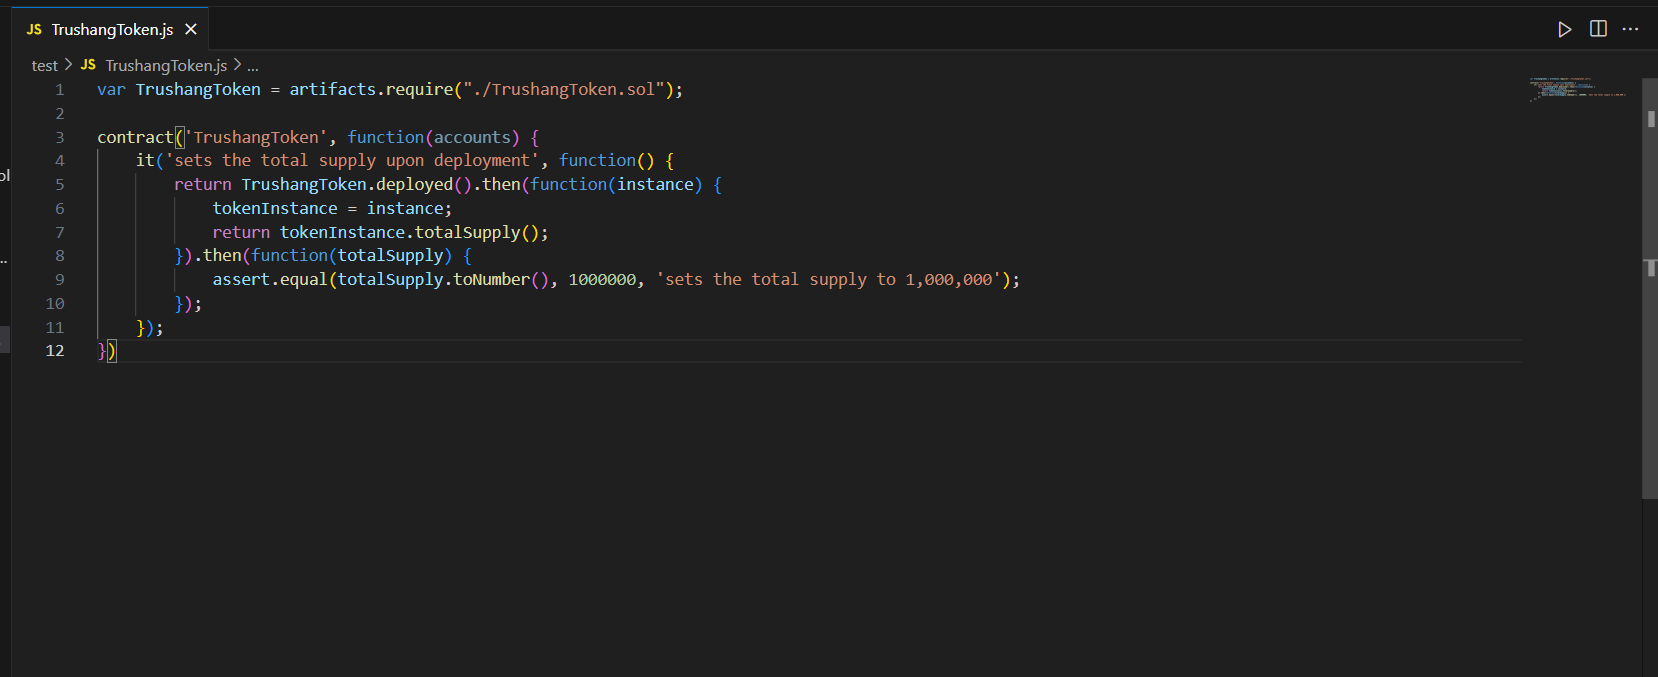 JS TrushangToken.js
test > JS TrushangToken.js > ...
1 var TrushangToken = artifacts.require("./TrushangToken.sol");
2
3 contract('TrushangToken', function(accounts) {
4     it('sets the total supply upon deployment', function() {
5         return TrushangToken.deployed().then(function(instance) {
6             tokenInstance = instance;
7             return tokenInstance.totalSupply();
8         }).then(function(totalSupply) {
9             assert.equal(totalSupply.toNumber(), 1000000, 'sets the total supply to 1,000,000');
10         });
11     });
12 })
ol
..